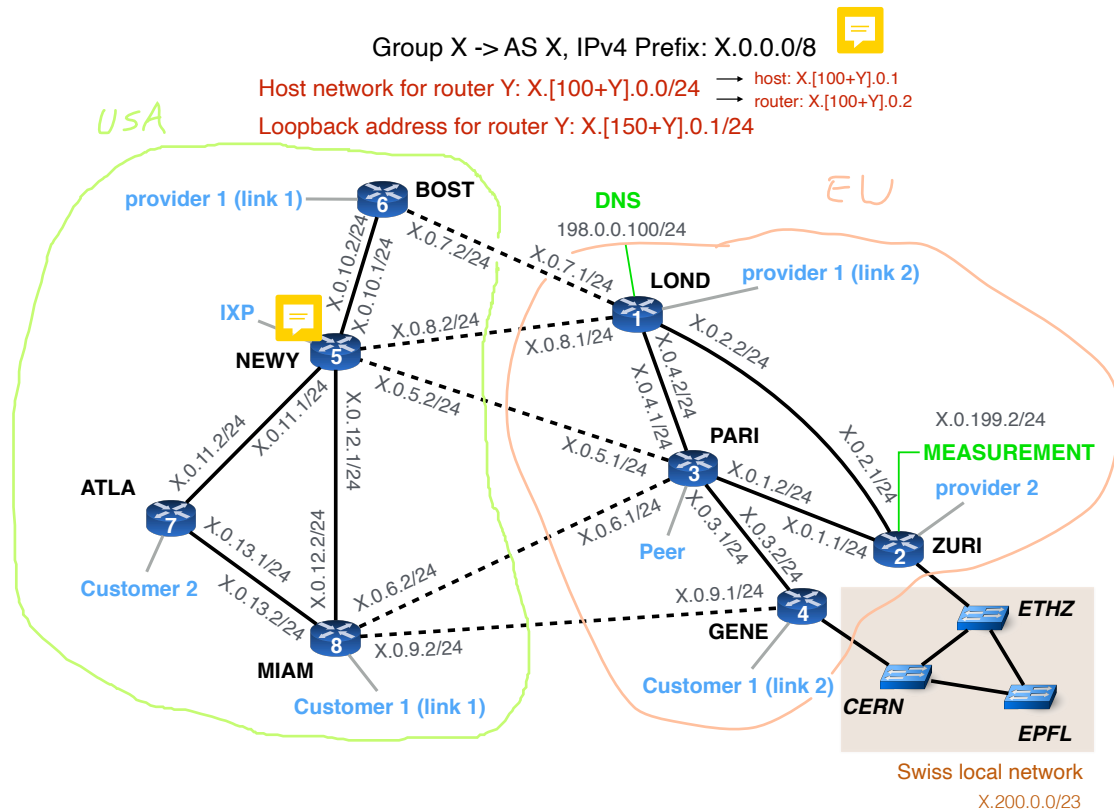 Group X -> AS X, IPv4 Prefix: X.0.0.0/8
Host network for router Y: X.[100+Y].0.0/24
host: X.[100+Y].0.1
router: X.[100+Y].0.2
Loopback address for router Y: X.[150+Y].0.1/24
USA
EU
provider 1 (link 1)
6
BOST
X.0.10.2/24
X.0.10.1/24
X.0.7.2/24
X.0.7.1/24
DNS
198.0.0.100/24
LOND
provider 1 (link 2)
1
IXP
NEWY
5
X.0.8.2/24
X.0.8.1/24
X.0.2.2/24
X.0.2.1/24
X.0.4.2/24
X.0.4.1/24
X.0.5.2/24
X.0.5.1/24
X.0.11.2/24
X.0.11.1/24
X.0.12.1/24
X.0.12.2/24
PARI
3
Peer
X.0.1.2/24
X.0.1.1/24
X.0.199.2/24
MEASUREMENT
provider 2
2
ZURI
ATLA
7
Customer 2
X.0.13.1/24
X.0.13.2/24
X.0.6.1/24
X.0.6.2/24
X.0.3.1/24
X.0.3.2/24
X.0.9.1/24
X.0.9.2/24
GENE
4
Customer 1 (link 2)
8
MIAM
Customer 1 (link 1)
ETHZ
CERN
EPFL
Swiss local network
X.200.0.0/23